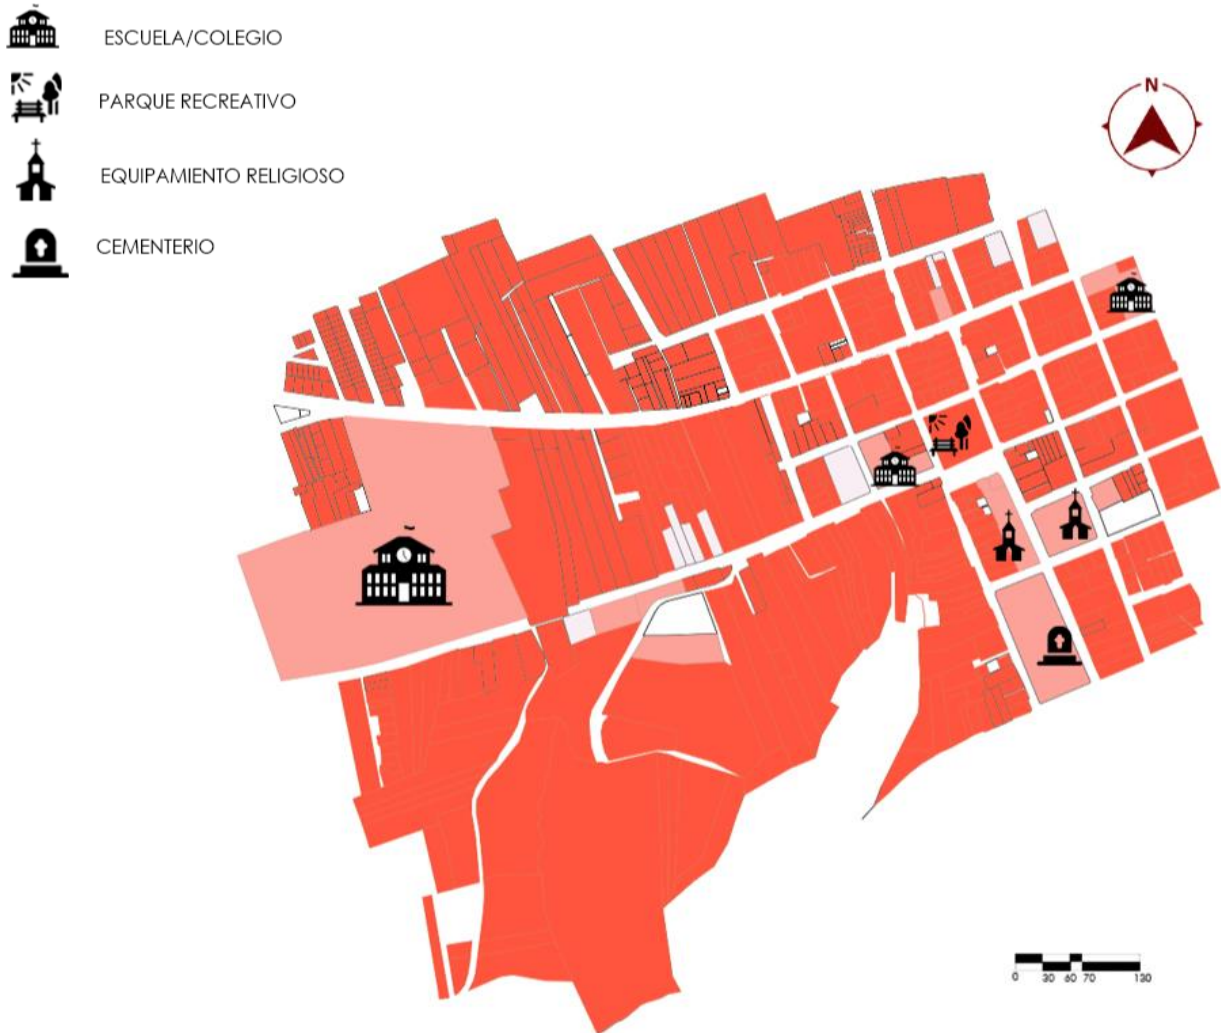 ESCUELA/COLEGIO
PARQUE RECREATIVO
EQUIPAMIENTO RELIGIOSO
CEMENTERIO
N
0 30 60 70 130